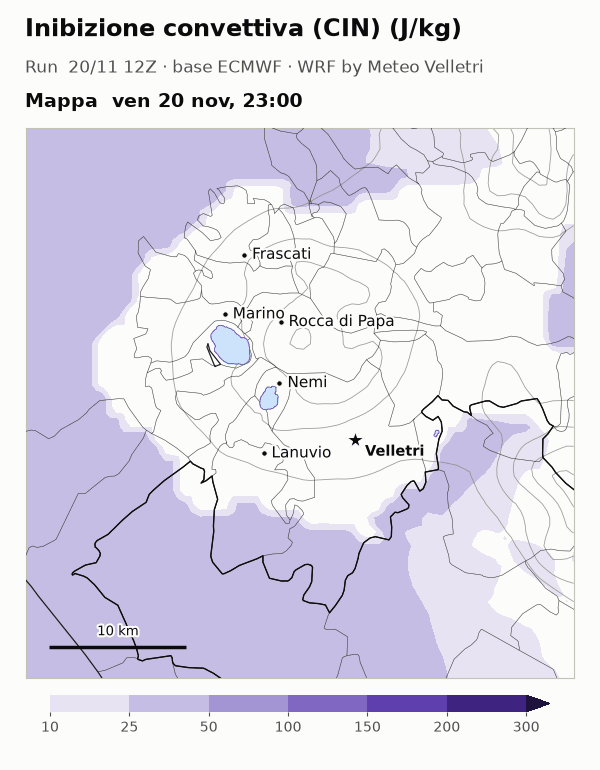 Inibizione convettiva (CIN) (J/kg)
Run  20/11 12Z · base ECMWF · WRF by Meteo Velletri
Mappa  ven 20 nov, 23:00
Frascati
Marino
Rocca di Papa
Nemi
Velletri
Lanuvio
10 km
10 25 50 100 150 200 300